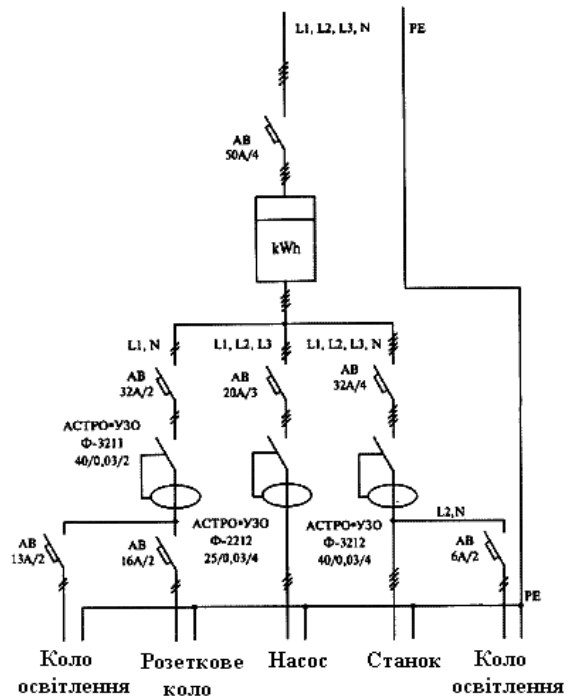 L1, L2, L3, N
PE
АВ
50А/4
kWh
L1, N
L1, L2, L3
L1, L2, L3, N
АВ
32А/2
АВ
20А/3
АВ
32А/4
АСТРО*УЗО
Ф-3211
40/0,03/2
АСТРО*УЗО
Ф-2212
25/0,03/4
АСТРО*УЗО
Ф-3212
40/0,03/4
L2,N
АВ
13А/2
АВ
16А/2
АВ
6А/2
PE
Коло
освітлення
Розеткове
коло
Насос
Станок
Коло
освітлення